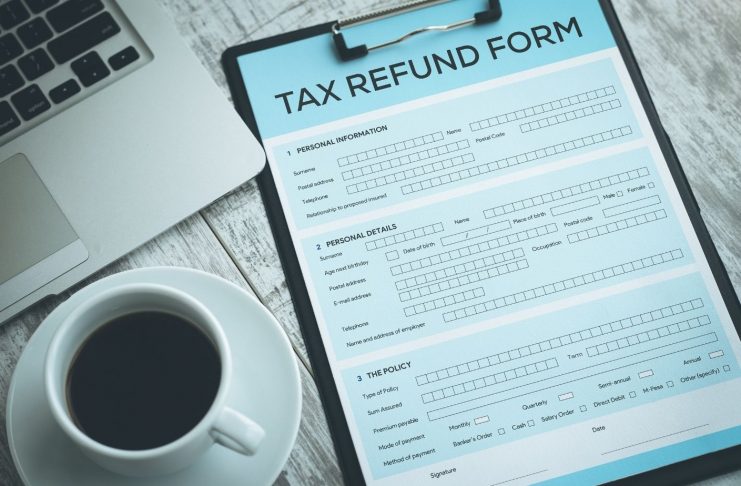 TAX REFUND FORM
1 PERSONAL INFORMATION
Surname Name
Postal address Postal Code
Telephone
Relationship to proposed insured
2 PERSONAL DETAILS
Surname Name
Age next birthday Date of birth Place of birth Male Female
Postal address Postal code
E-mail address Occupation
Telephone
Name and address of employer
3 THE POLICY
Type of Policy
Sum Assured Term
Premium payable
Mode of payment Monthly Quarterly Semi-annual Annual
Method of payment Banker's Order Cash Salary Order Direct Debit M-Pesa Other (specify)
Signature Date